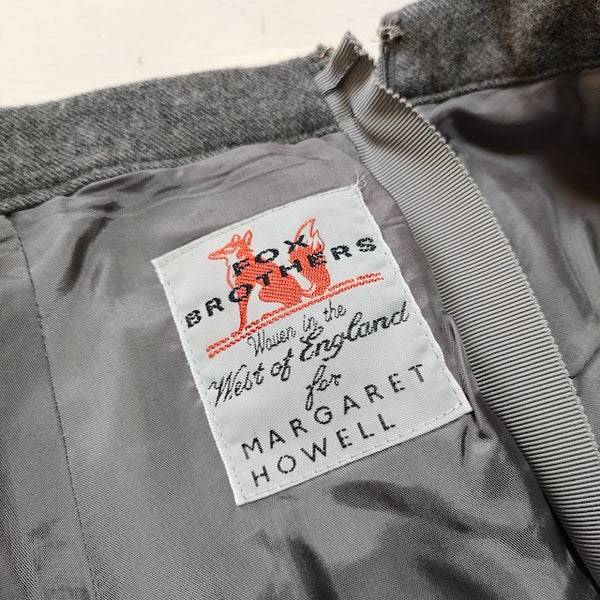 FOX
BROTHERS
Woven in the
West of England
for
MARGARET
HOWELL